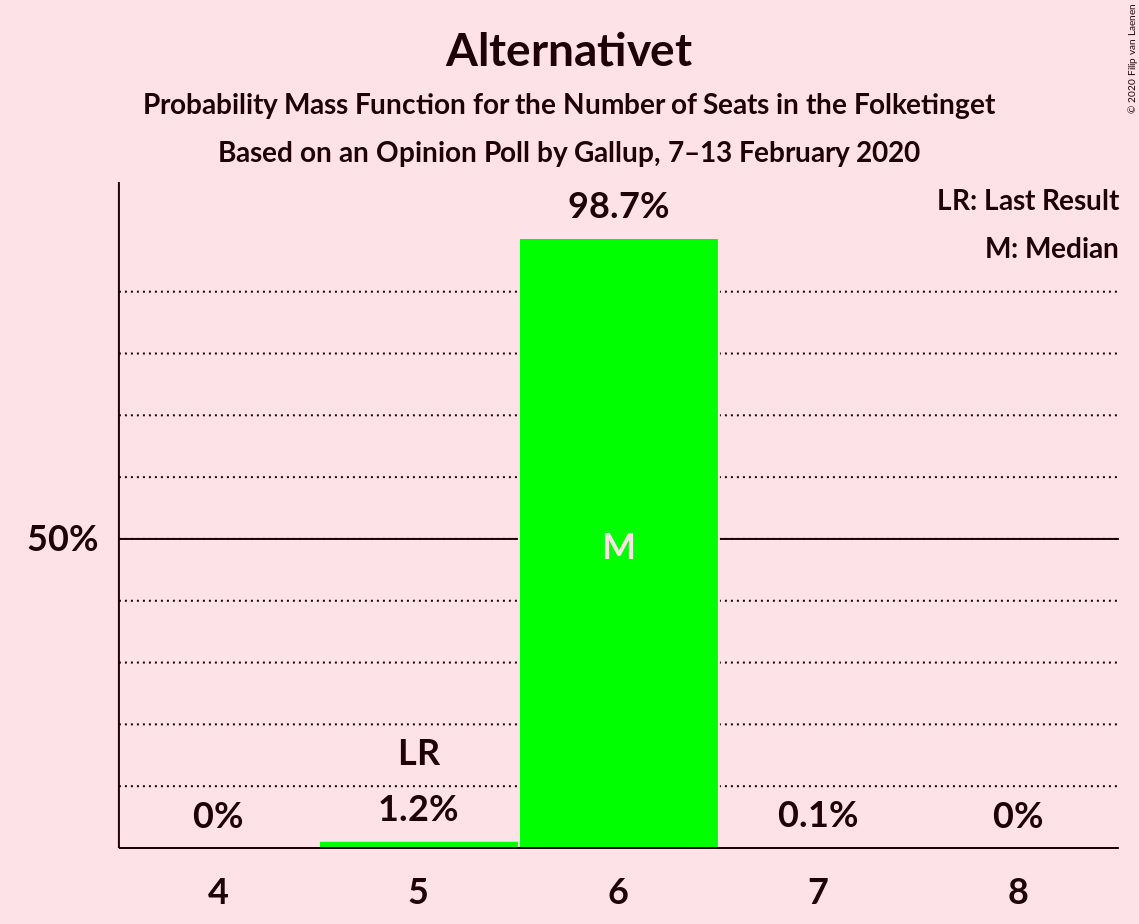 Alternativet
Probability Mass Function for the Number of Seats in the Folketinget
Based on an Opinion Poll by Gallup, 7–13 February 2020
© 2020 Filip van Laenen
LR: Last Result
M: Median
98.7%
50%
M
LR
0%
1.2%
0.1%
0%
4
5
6
7
8